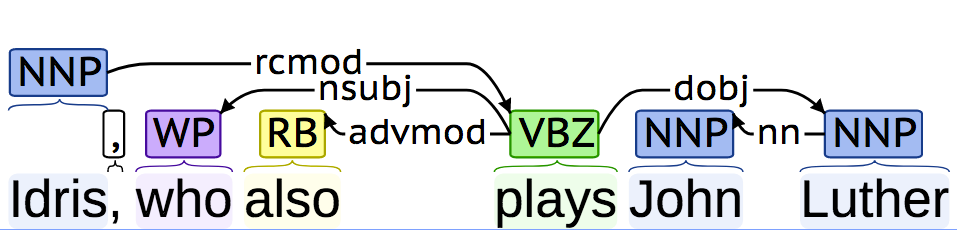 NNP rcmod
nsubj dobj
, WP RB advmod VBZ NNP nn NNP
Idris, who also plays John Luther